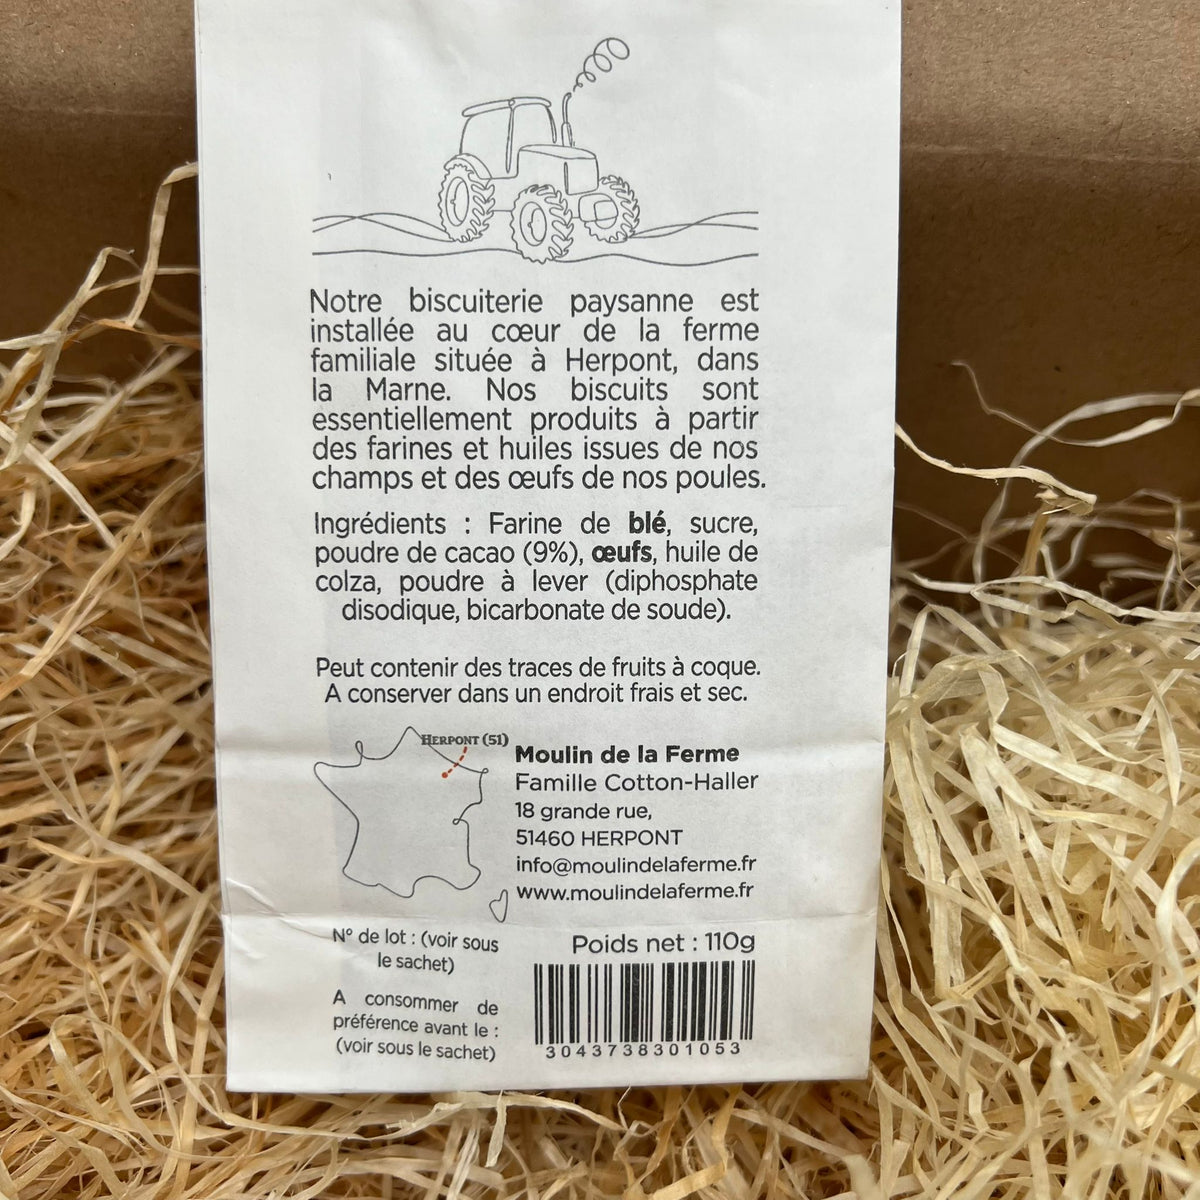 Notre biscuiterie paysanne est
installée au cœur de la ferme
familiale située à Herpont, dans
la Marne. Nos biscuits sont
essentiellement produits à partir
des farines et huiles issues de nos
champs et des œufs de nos poules.
Ingrédients : Farine de blé, sucre,
poudre de cacao (9%), œufs, huile de
colza, poudre à lever (diphosphate
disodique, bicarbonate de soude).
Peut contenir des traces de fruits à coque.
A conserver dans un endroit frais et sec.
HERPONT (51)
Moulin de la Ferme
Famille Cotton-Haller
18 grande rue,
51460 HERPONT
info@moulindelaferme.fr
www.moulindelaferme.fr
N° de lot : (voir sous
le sachet)
A consommer de
préférence avant le :
(voir sous le sachet)
Poids net : 110g
3043738301053